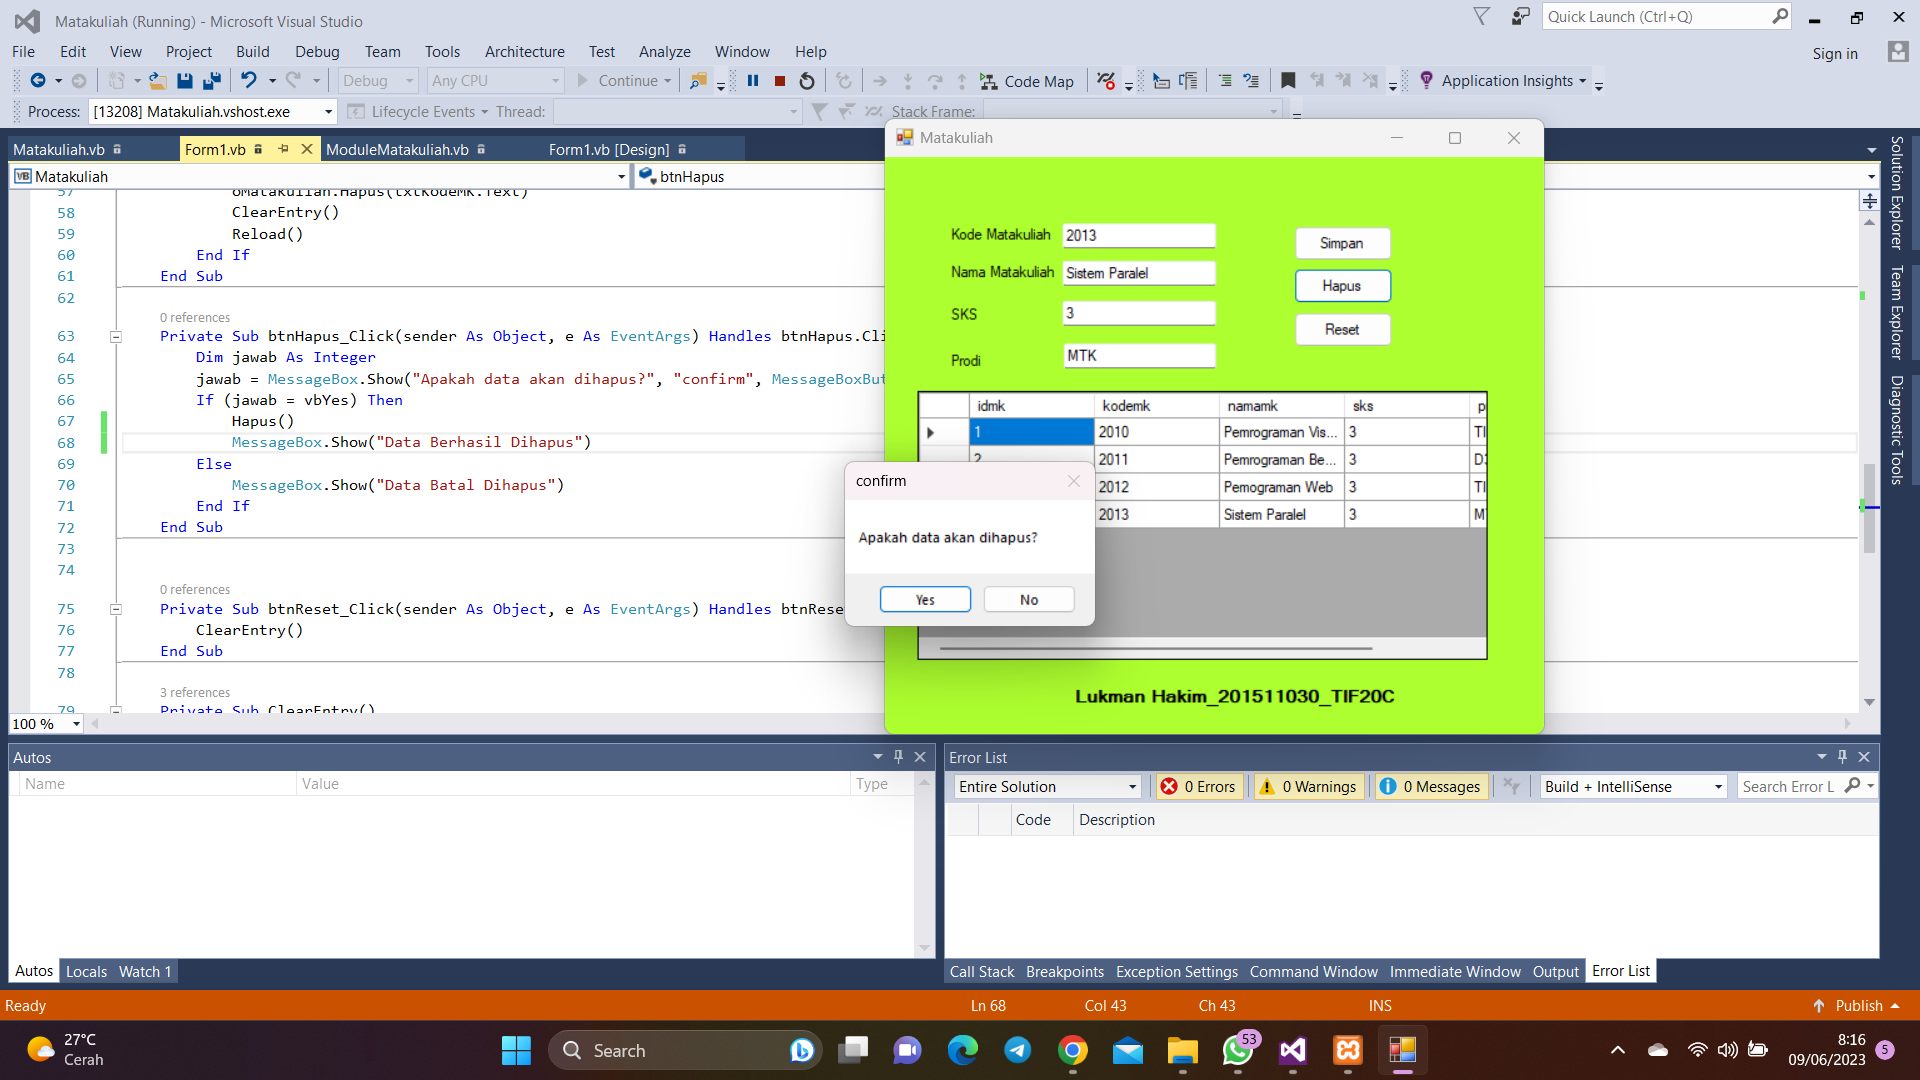 Matakuliah (Running) - Microsoft Visual Studio
Quick Launch (Ctrl+Q)
File Edit View Project Build Debug Team Tools Architecture Test Analyze Window Help
Sign in
Debug Any CPU Continue Code Map Application Insights
Process: [13208] Matakuliah.vshost.exe Lifecycle Events Thread: Stack Frame:
Matakuliah.vb Form1.vb ModuleMatakuliah.vb Form1.vb [Design]
VB Matakuliah btnHapus
57 oMatakuliah.Hapus(txtKodeMK.Text)
58 ClearEntry()
59 Reload()
60 End If
61 End Sub
62
0 references
63 Private Sub btnHapus_Click(sender As Object, e As EventArgs) Handles btnHapus.Cli
64 Dim jawab As Integer
65 jawab = MessageBox.Show("Apakah data akan dihapus?", "confirm", MessageBoxBut
66 If (jawab = vbYes) Then
67 Hapus()
68 MessageBox.Show("Data Berhasil Dihapus")
69 Else
70 MessageBox.Show("Data Batal Dihapus")
71 End If
72 End Sub
73
74
0 references
75 Private Sub btnReset_Click(sender As Object, e As EventArgs) Handles btnRese
76 ClearEntry()
77 End Sub
78
3 references
79 Private Sub ClearEntry()
100 %
Matakuliah
Kode Matakuliah 2013 Simpan
Nama Matakuliah Sistem Paralel Hapus
SKS 3 Reset
Prodi MTK
idmk kodemk namamk sks p
1 2010 Pemrograman Vis... 3 TI
2 2011 Pemrograman Be... 3 D3
2012 Pemograman Web 3 TI
2013 Sistem Paralel 3 MT
Lukman Hakim_201511030_TIF20C
confirm
Apakah data akan dihapus?
Yes No
Solution Explorer
Team Explorer
Diagnostic Tools
Autos
Name Value Type
Autos Locals Watch 1
Error List
Entire Solution 0 Errors 0 Warnings 0 Messages Build + IntelliSense Search Error L
Code Description
Call Stack Breakpoints Exception Settings Command Window Immediate Window Output Error List
Ready Ln 68 Col 43 Ch 43 INS Publish
27°C
Cerah
Search
53
8:16
09/06/2023
5